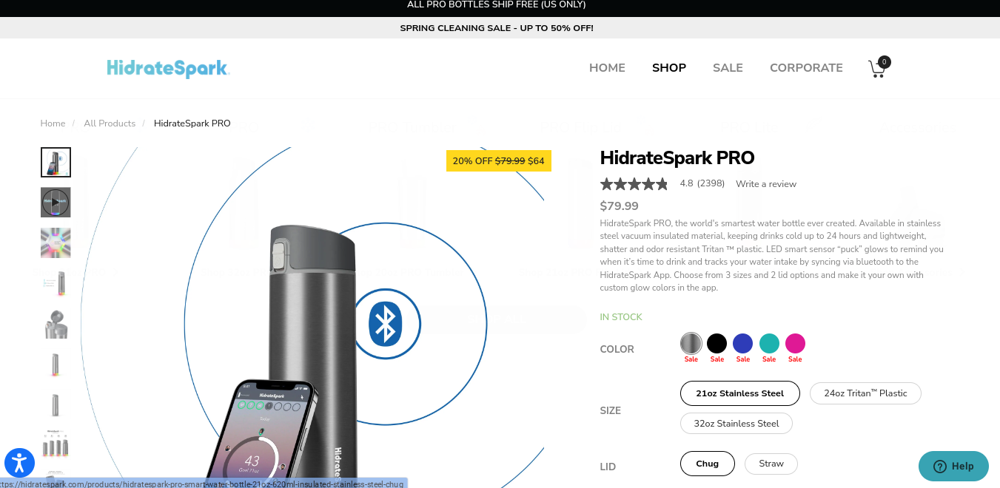 ALL PRO BOTTLES SHIP FREE (US ONLY)
SPRING CLEANING SALE - UP TO 50% OFF!
HidrateSpark
HOME
SHOP
SALE
CORPORATE
0
Home / All Products / HidrateSpark PRO
20% OFF $79.99 $64
HidrateSpark PRO
4.8 (2398) Write a review
$79.99
HidrateSpark PRO, the world's smartest water bottle ever created. Available in stainless
steel vacuum insulated material, keeping drinks cold up to 24 hours and lightweight,
shatter and odor resistant Tritan ™ plastic. LED smart sensor “puck” glows to remind you
when it’s time to drink and tracks your water intake by syncing via bluetooth to the
HidrateSpark App. Choose from 3 sizes and 2 lid options and make it your own with
custom glow colors in the app.
IN STOCK
COLOR
Sale
Sale
Sale
Sale
Sale
SIZE
21oz Stainless Steel
24oz Tritan™ Plastic
32oz Stainless Steel
LID
Chug
Straw
HidrateSpark
Today
43
Hidrates
Help
ttps://hidratespark.com/products/hidratespark-pro-smart-water-bottle-21oz-620ml-insulated-stainless-steel-chug